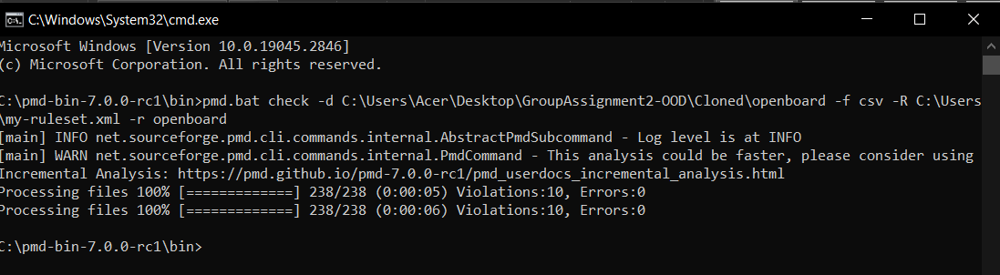 C:\Windows\System32\cmd.exe
Microsoft Windows [Version 10.0.19045.2846]
(c) Microsoft Corporation. All rights reserved.
C:\pmd-bin-7.0.0-rc1\bin>pmd.bat check -d C:\Users\Acer\Desktop\GroupAssignment2-OOD\Cloned\openboard -f csv -R C:\Users
\my-ruleset.xml -r openboard
[main] INFO net.sourceforge.pmd.cli.commands.internal.AbstractPmdSubcommand - Log level is at INFO
[main] WARN net.sourceforge.pmd.cli.commands.internal.PmdCommand - This analysis could be faster, please consider using
Incremental Analysis: https://pmd.github.io/pmd-7.0.0-rc1/pmd_userdocs_incremental_analysis.html
Processing files 100% [=============] 238/238 (0:00:05) Violations:10, Errors:0
Processing files 100% [=============] 238/238 (0:00:06) Violations:10, Errors:0
C:\pmd-bin-7.0.0-rc1\bin>